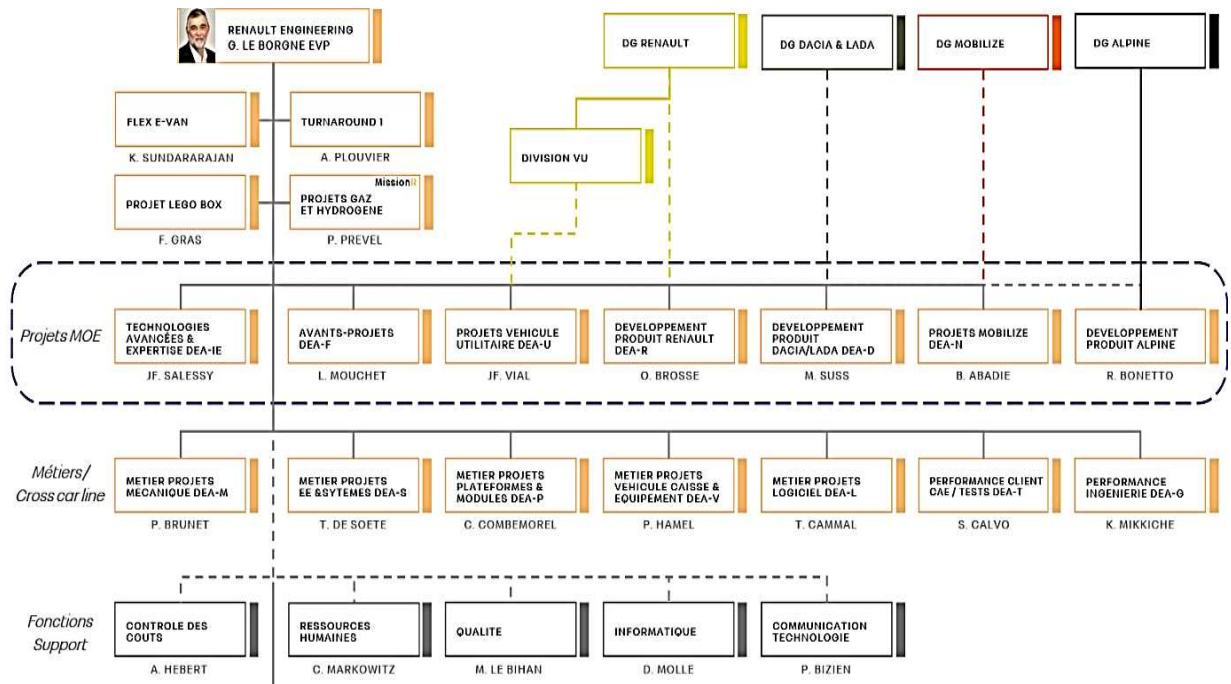 RENAULT ENGINEERING
G. LE BORGNE EVP
DG RENAULT
DG DACIA & LADA
DG MOBILIZE
DG ALPINE
FLEX E-VAN
K. SUNDARARAJAN
TURNAROUND 1
A. PLOUVIER
DIVISION VU
PROJET LEGO BOX
F. GRAS
MissionH
PROJETS GAZ
ET HYDROGENE
P. PREVEL
Projets MOE
TECHNOLOGIES
AVANCÉES &
EXPERTISE DEA-IE
JF. SALESSY
AVANTS-PROJETS
DEA-F
L. MOUCHET
PROJETS VEHICULE
UTILITAIRE DEA-U
JF. VIAL
DEVELOPPEMENT
PRODUIT RENAULT
DEA-R
O. BROSSE
DEVELOPPEMENT
PRODUIT
DACIA/LADA DEA-D
M. SUSS
PROJETS MOBILIZE
DEA-N
B. ABADIE
DEVELOPPEMENT
PRODUIT ALPINE
R. BONETTO
Métiers/
Cross car line
METIER PROJETS
MECANIQUE DEA-M
P. BRUNET
METIER PROJETS
EE &SYTEMES DEA-S
T. DE SOETE
METIER PROJETS
PLATEFORMES &
MODULES DEA-P
C. COMBEMOREL
METIER PROJETS
VEHICULE CAISSE &
EQUIPEMENT DEA-V
P. HAMEL
METIER PROJETS
LOGICIEL DEA-L
T. CAMMAL
PERFORMANCE CLIENT
CAE / TESTS DEA-T
S. CALVO
PERFORMANCE
INGENIERIE DEA-G
K. MIKKICHE
Fonctions
Support
CONTROLE DES
COUTS
A. HEBERT
RESSOURCES
HUMAINES
C. MARKOWITZ
QUALITE
M. LE BIHAN
INFORMATIQUE
D. MOLLE
COMMUNICATION
TECHNOLOGIE
P. BIZIEN